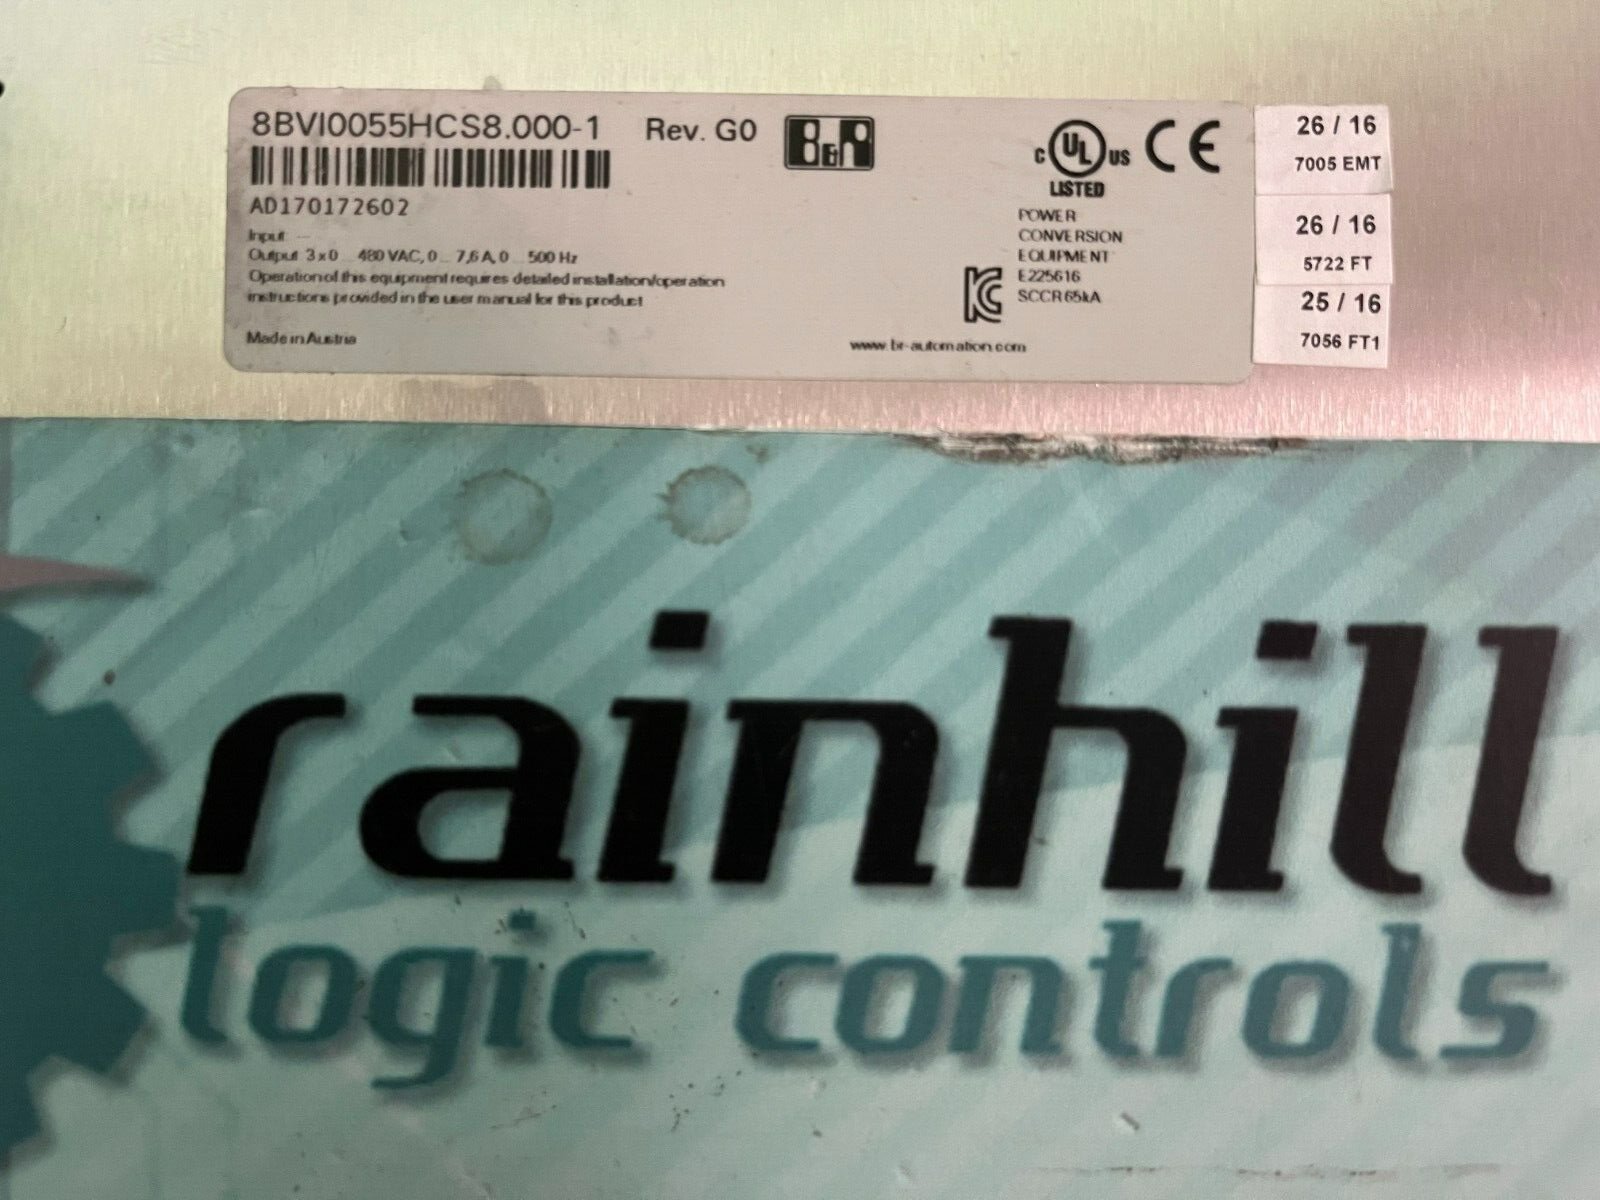 8BVI0055HCS8.000-1 Rev. G0 B&R
AD170172602
Input ---
Output 3 x 0 ... 480 VAC, 0 ... 7,6 A, 0 ... 500 Hz
Operation of this equipment requires detailed installation/operation
instructions provided in the user manual for this product
Made in Austria
C UL US CE
LISTED
POWER
CONVERSION
EQUIPMENT
E225616
SCCR 65kA
KC
www.br-automation.com
26 / 16
7005 EMT
26 / 16
5722 FT
25 / 16
7056 FT1
rainhill
logic controls